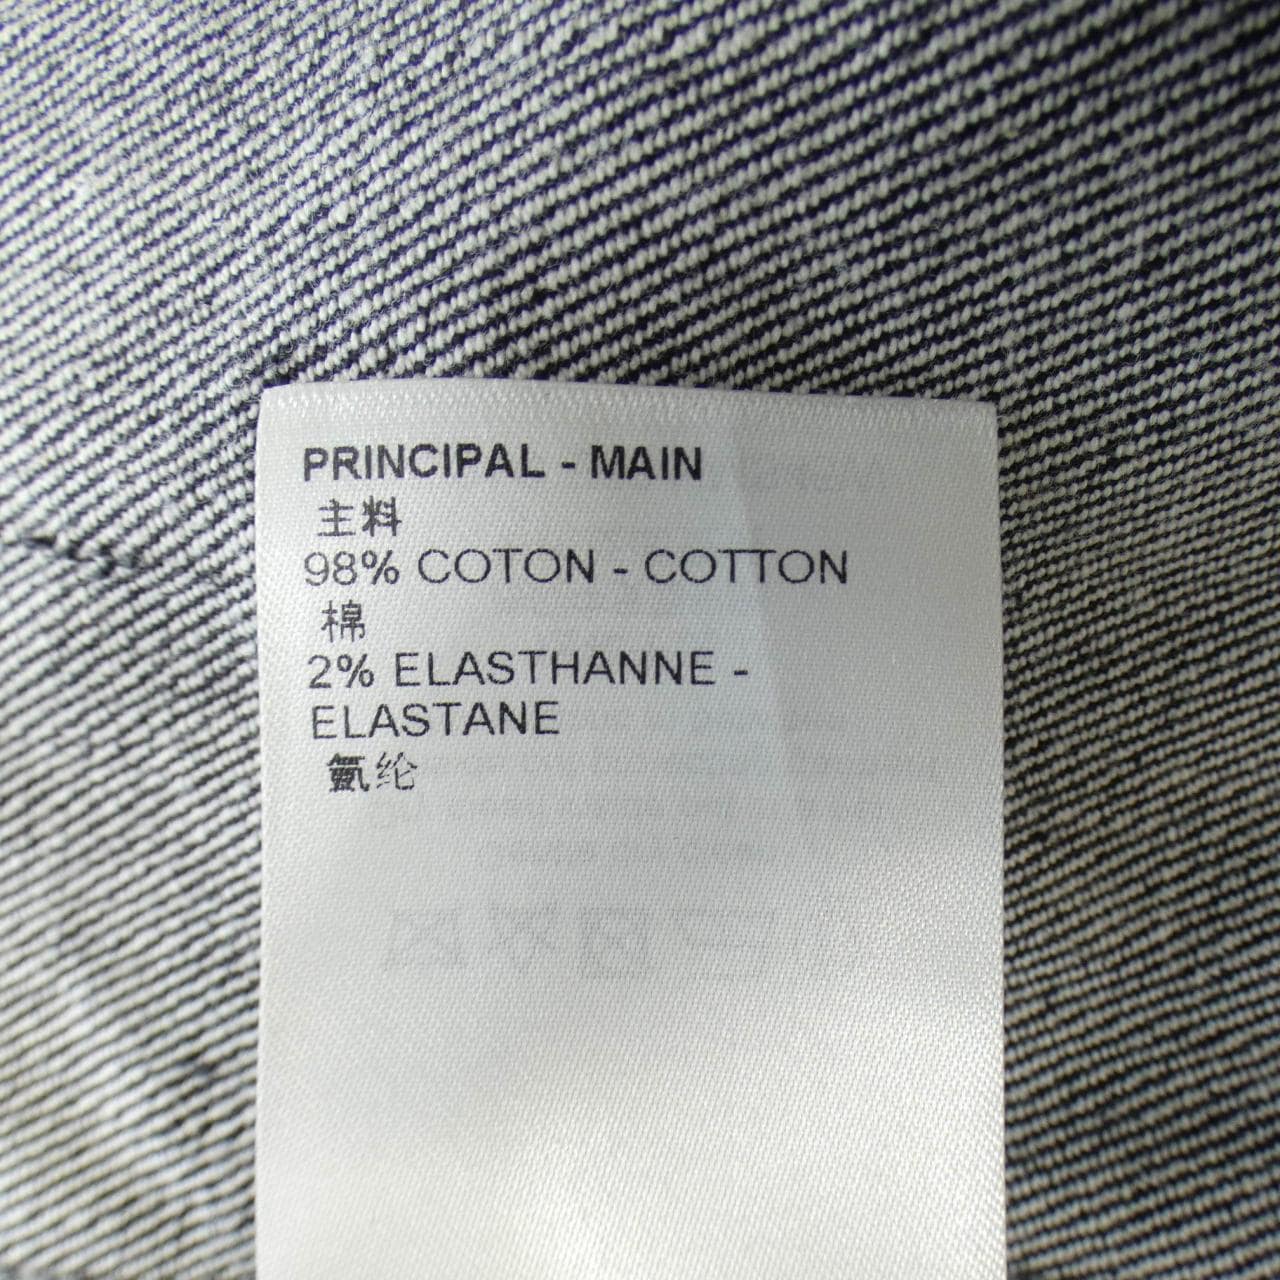 PRINCIPAL - MAIN
主料
98% COTON - COTTON
棉
2% ELASTHANNE -
ELASTANE
氨纶